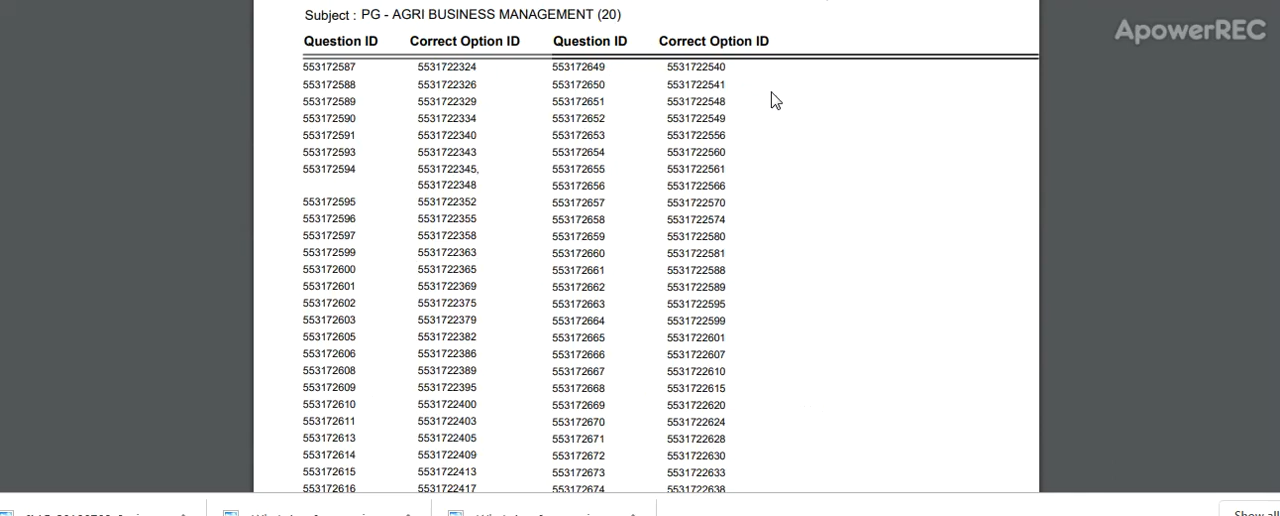 Subject : PG - AGRI BUSINESS MANAGEMENT (20)
ApowerREC
Question ID Correct Option ID Question ID Correct Option ID
553172587 5531722324 553172649 5531722540
553172588 5531722326 553172650 5531722541
553172589 5531722329 553172651 5531722548
553172590 5531722334 553172652 5531722549
553172591 5531722340 553172653 5531722556
553172593 5531722343 553172654 5531722560
553172594 5531722345, 553172655 5531722561
5531722348 553172656 5531722566
553172595 5531722352 553172657 5531722570
553172596 5531722355 553172658 5531722574
553172597 5531722358 553172659 5531722580
553172599 5531722363 553172660 5531722581
553172600 5531722365 553172661 5531722588
553172601 5531722369 553172662 5531722589
553172602 5531722375 553172663 5531722595
553172603 5531722379 553172664 5531722599
553172605 5531722382 553172665 5531722601
553172606 5531722386 553172666 5531722607
553172608 5531722389 553172667 5531722610
553172609 5531722395 553172668 5531722615
553172610 5531722400 553172669 5531722620
553172611 5531722403 553172670 5531722624
553172613 5531722405 553172671 5531722628
553172614 5531722409 553172672 5531722630
553172615 5531722413 553172673 5531722633
553172616 5531722417 553172674 5531722638
Show all